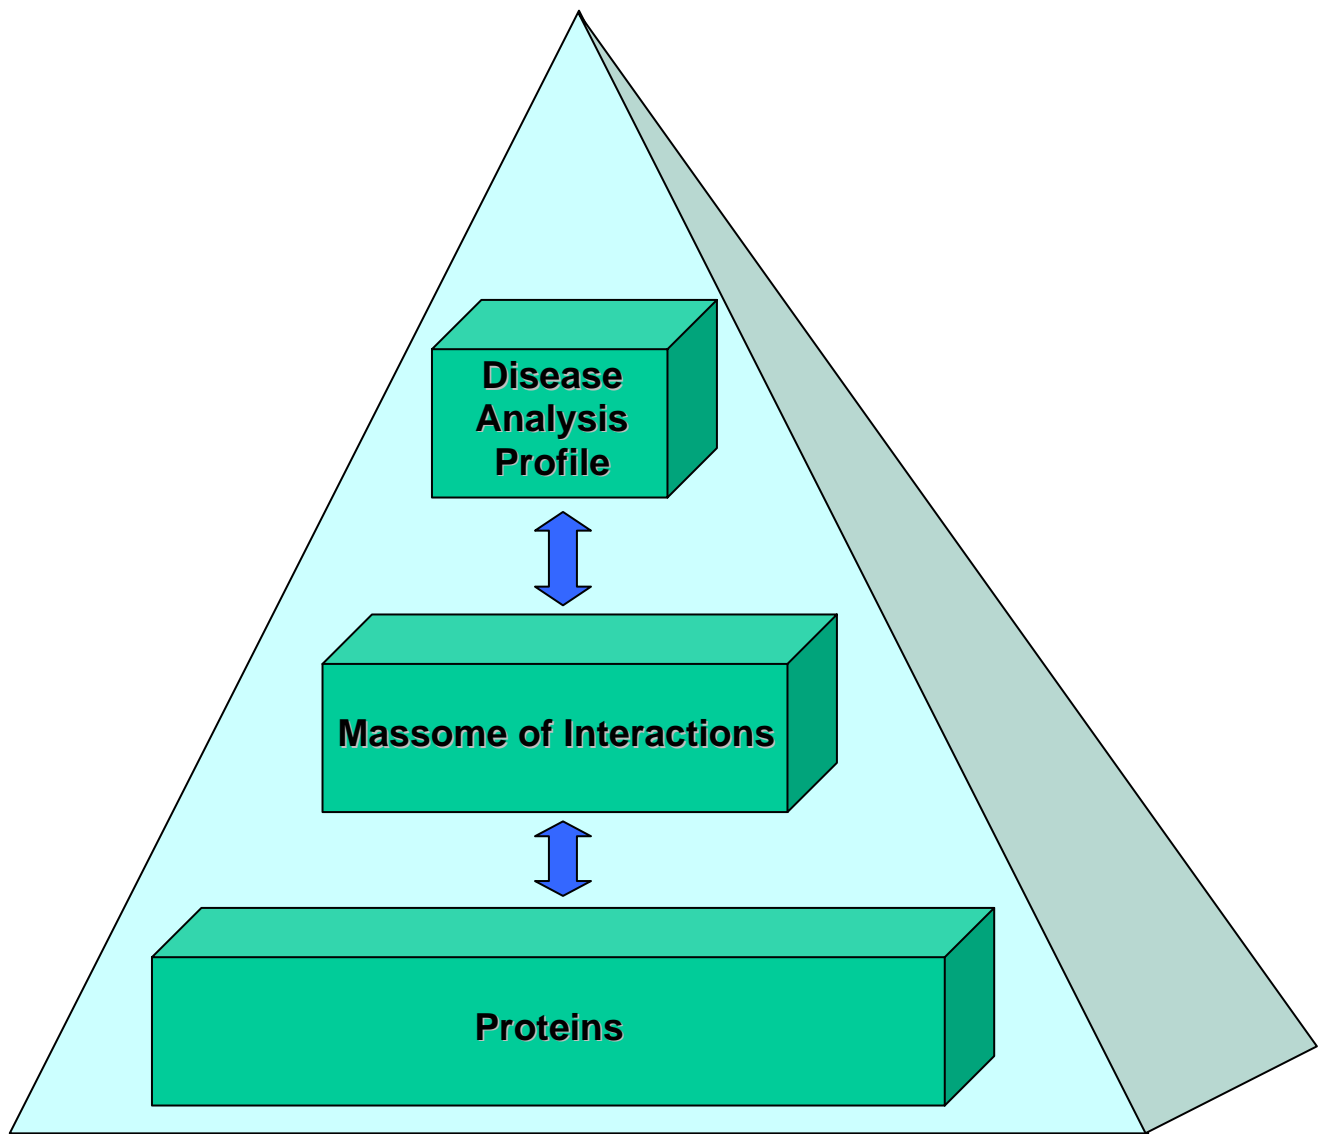 Disease
Analysis
Profile
Massome of Interactions
Proteins